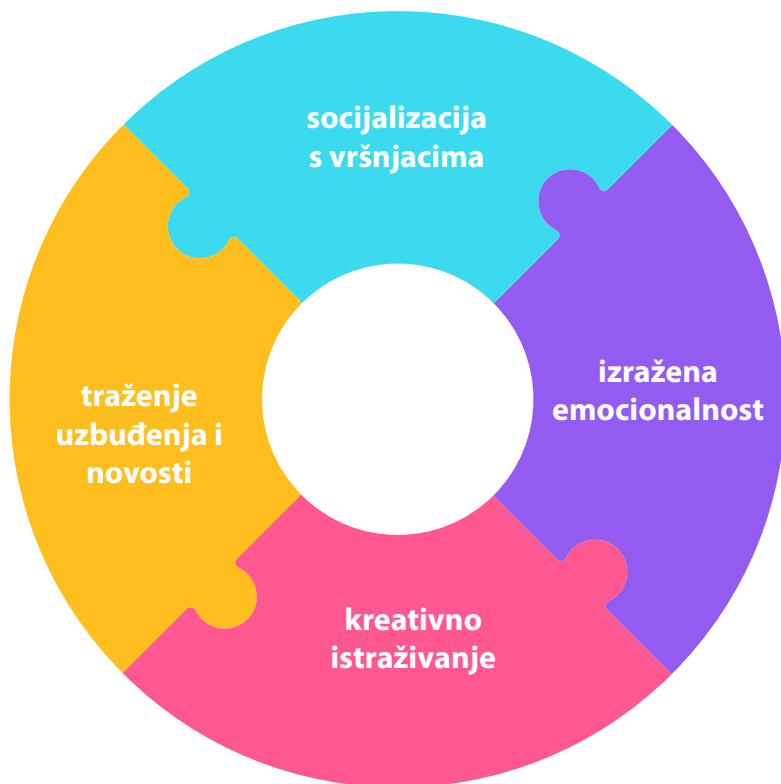 socijalizacija
s vršnjacima
izražena
emocionalnost
traženje
uzbuđenja i
novosti
kreativno
istraživanje